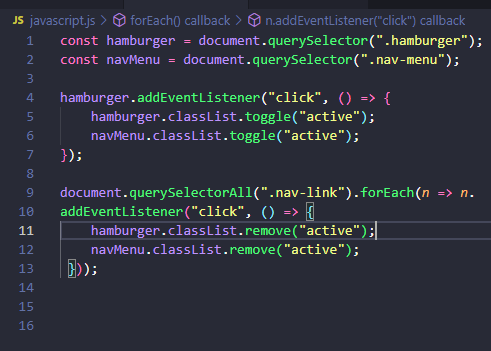 JS javascript.js > forEach() callback > n.addEventListener("click") callback
1 const hamburger = document.querySelector(".hamburger");
2 const navMenu = document.querySelector(".nav-menu");
3
4 hamburger.addEventListener("click", () => {
5     hamburger.classList.toggle("active");
6     navMenu.classList.toggle("active");
7 });
8
9 document.querySelectorAll(".nav-link").forEach(n => n.
10 addEventListener("click", () => {
11     hamburger.classList.remove("active");
12     navMenu.classList.remove("active");
13  }));
14
15
16